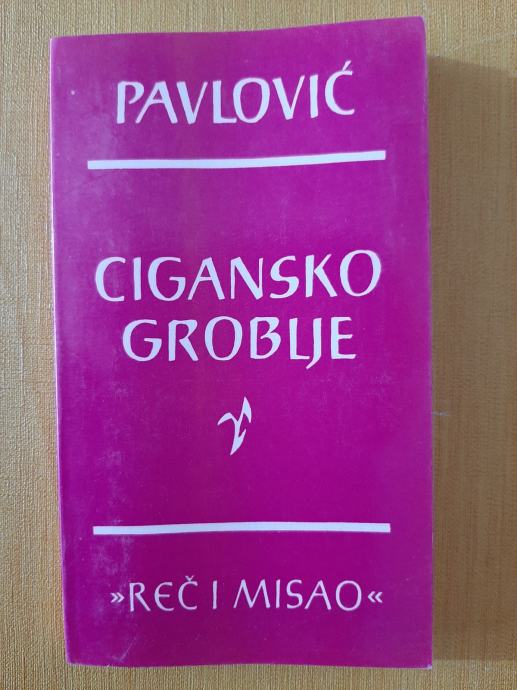 PAVLOVIĆ
CIGANSKO
GROBLJE
»REČ I MISAO«